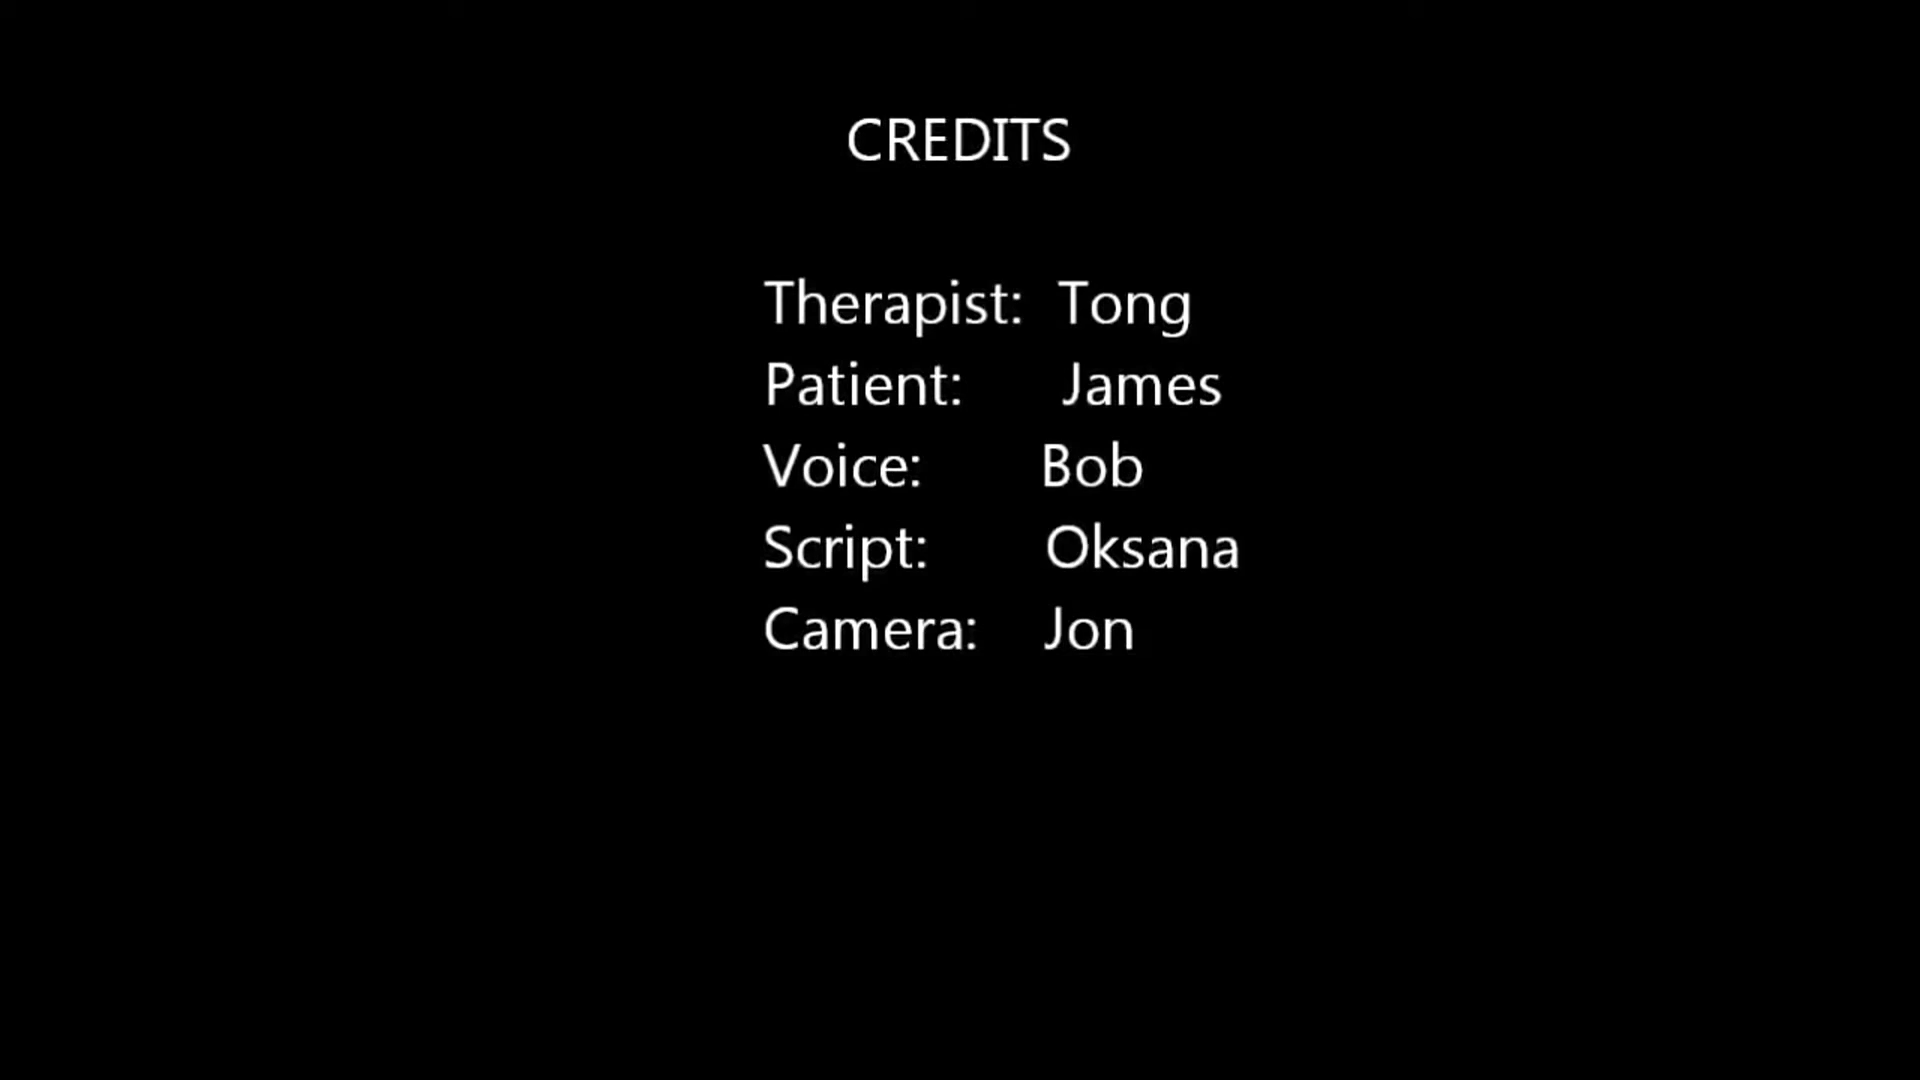 CREDITS
Therapist: Tong
Patient: James
Voice: Bob
Script: Oksana
Camera: Jon